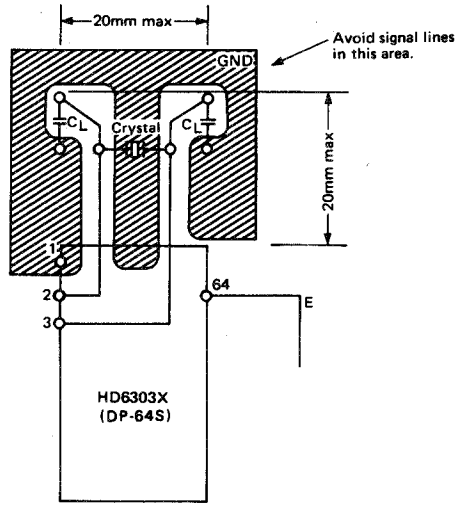 20mm max
Avoid signal lines
in this area.
GND
CL
Crystal
CL
20mm max
1
2
3
64
E
HD6303X
(DP-64S)